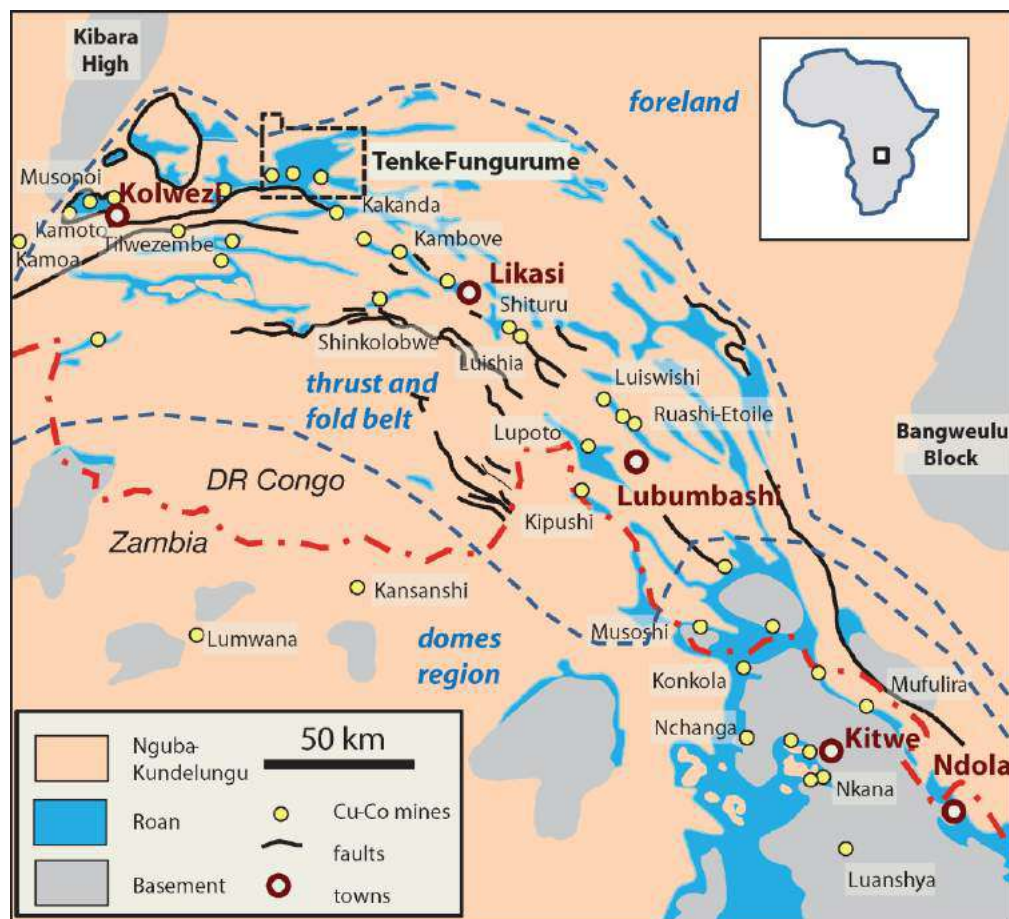 Kibara
High
foreland
Tenke-Fungurume
Musonoi
Kolwezi
Kakanda
Kamoto
Tilwezembe
Kamoa
Kambove
Likasi
Shituru
Shinkolobwe
Luishia
thrust and
fold belt
Luiswishi
Ruashi-Etoile
Lupoto
Bangweulu
Block
DR Congo
Lubumbashi
Kipushi
Zambia
Kansanshi
Lumwana
domes
region
Musoshi
Konkola
Mufulira
Nchanga
Kitwe
Ndola
Nkana
Luanshya
Nguba-
Kundelungu
50 km
Roan
Cu-Co mines
faults
Basement
towns